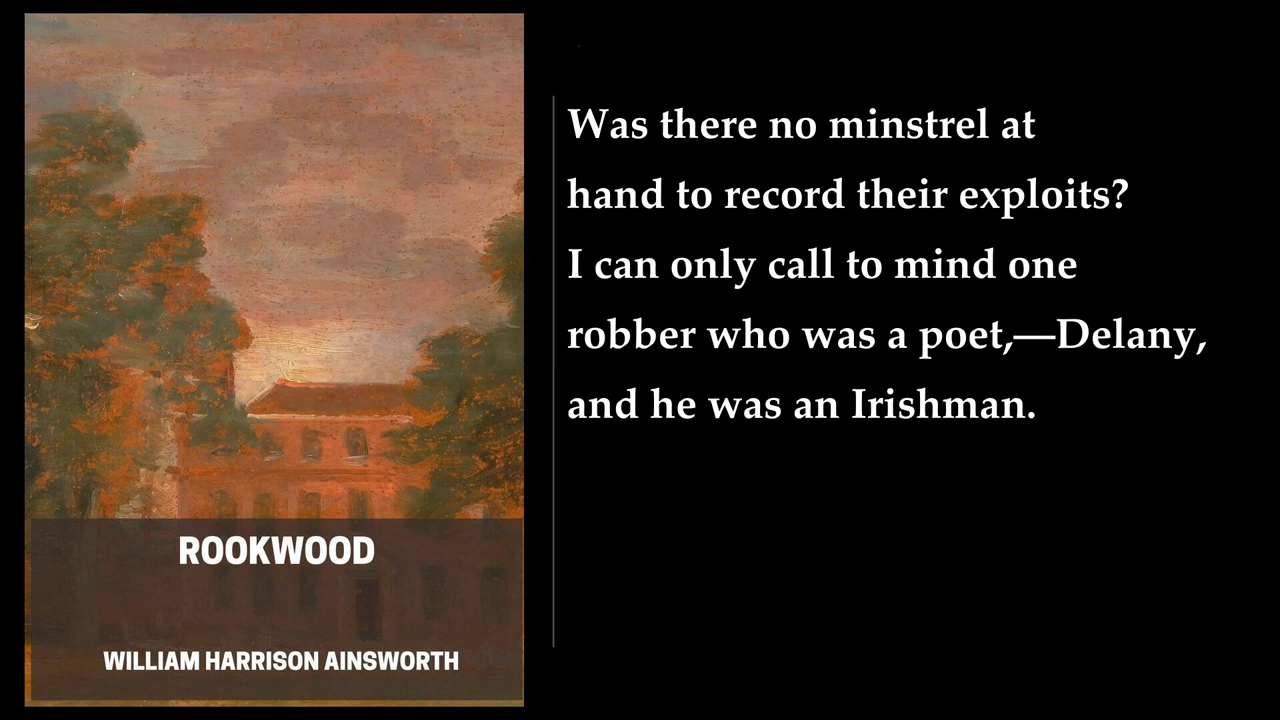 ROOKWOOD
WILLIAM HARRISON AINSWORTH
Was there no minstrel at
hand to record their exploits?
I can only call to mind one
robber who was a poet,—Delany,
and he was an Irishman.